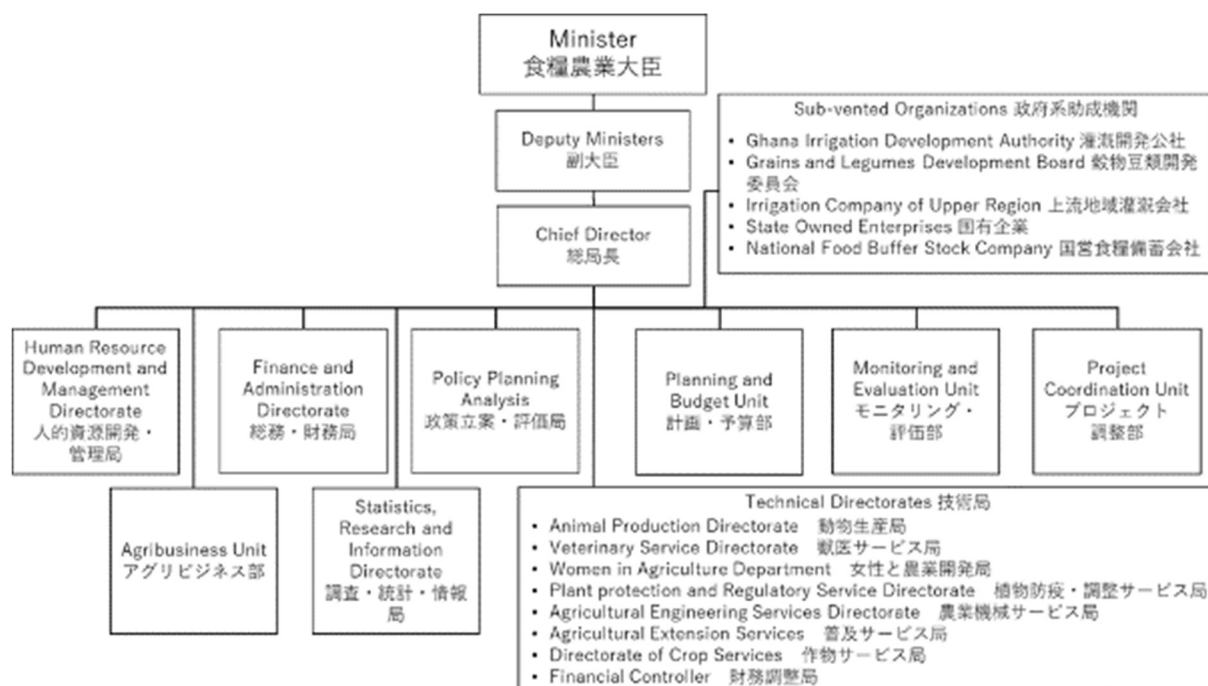 Minister
食糧農業大臣
Deputy Ministers
副大臣
Chief Director
総局長
Sub-vented Organizations 政府系助成機関
• Ghana Irrigation Development Authority 灌漑開発公社
• Grains and Legumes Development Board 穀物豆類開発
委員会
• Irrigation Company of Upper Region 上流地域灌漑会社
• State Owned Enterprises 国有企業
• National Food Buffer Stock Company 国営食糧備蓄会社
Human Resource
Development and
Management
Directorate
人的資源開発・
管理局
Finance and
Administration
Directorate
総務・財務局
Policy Planning
Analysis
政策立案・評価局
Planning and
Budget Unit
計画・予算部
Monitoring and
Evaluation Unit
モニタリング・
評価部
Project
Coordination Unit
プロジェクト
調整部
Agribusiness Unit
アグリビジネス部
Statistics,
Research and
Information
Directorate
調査・統計・情報
局
Technical Directorates 技術局
• Animal Production Directorate 動物生産局
• Veterinary Service Directorate 獣医サービス局
• Women in Agriculture Department 女性と農業開発局
• Plant protection and Regulatory Service Directorate 植物防疫・調整サービス局
• Agricultural Engineering Services Directorate 農業機械サービス局
• Agricultural Extension Services 普及サービス局
• Directorate of Crop Services 作物サービス局
• Financial Controller 財務調整局